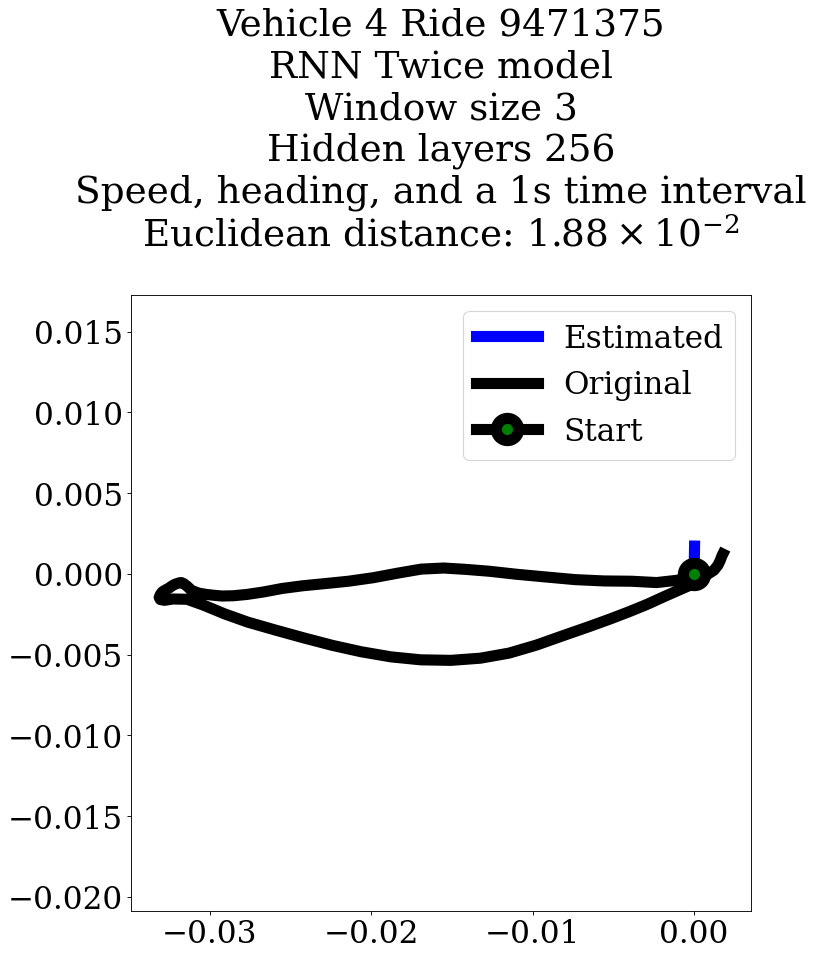 Vehicle 4 Ride 9471375
RNN Twice model
Window size 3
Hidden layers 256
Speed, heading, and a 1s time interval
Euclidean distance: 1.88 × 10⁻²
Estimated
Original
Start
0.015
0.010
0.005
0.000
−0.005
−0.010
−0.015
−0.020
−0.03 −0.02 −0.01 0.00